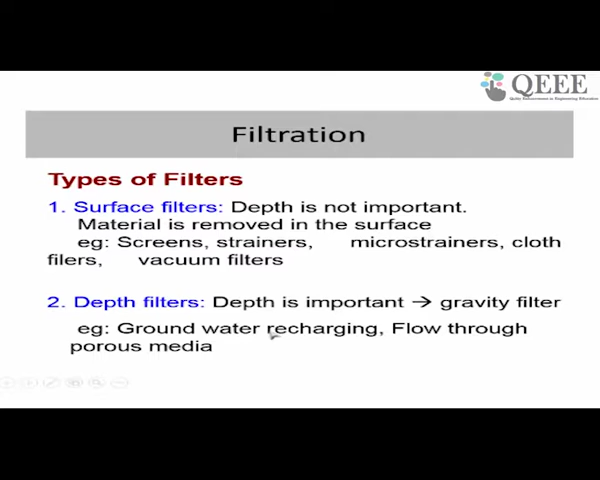 QEEE
Quality Enhancement in Engineering Education
Filtration
Types of Filters
1. Surface filters: Depth is not important.
Material is removed in the surface
eg: Screens, strainers, microstrainers, cloth
filers, vacuum filters
2. Depth filters: Depth is important → gravity filter
eg: Ground water recharging, Flow through
porous media